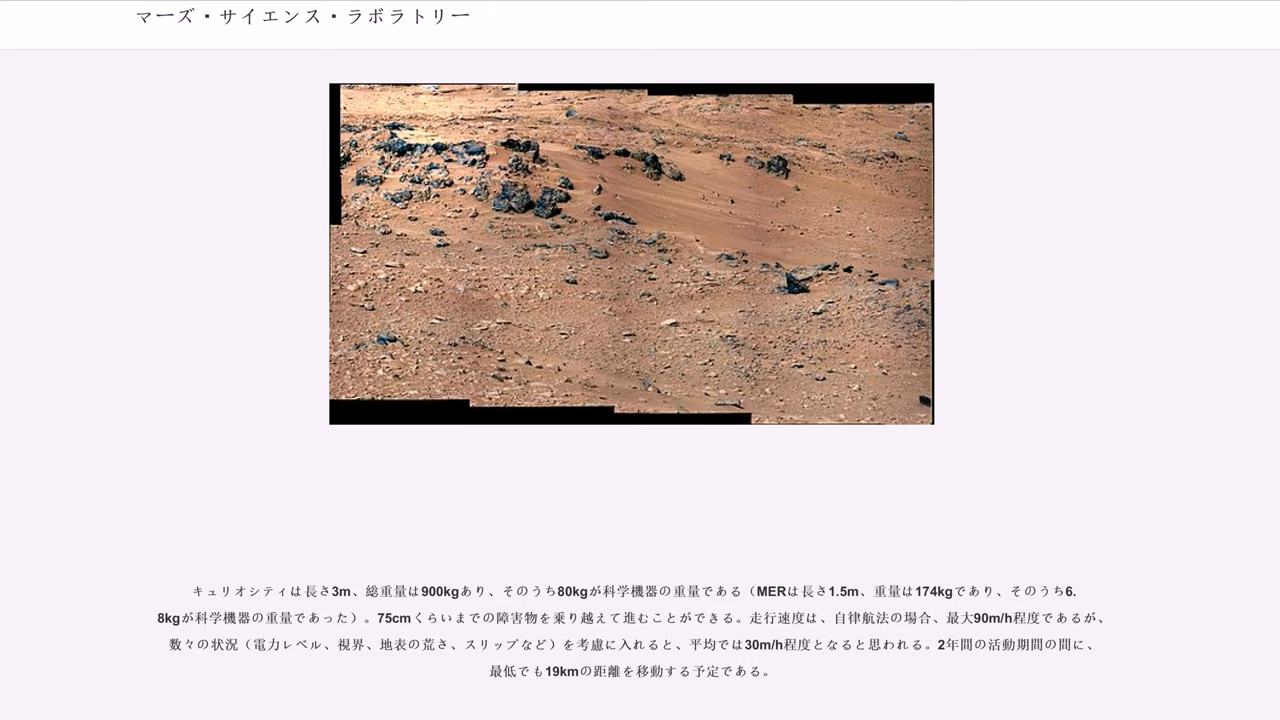 マーズ・サイエンス・ラボラトリー
キュリオシティは長さ3m、総重量は900kgあり、そのうち80kgが科学機器の重量である（MERは長さ1.5m、重量は174kgであり、そのうち6.
8kgが科学機器の重量であった）。75cmくらいまでの障害物を乗り越えて進むことができる。走行速度は、自律航法の場合、最大90m/h程度であるが、
数々の状況（電力レベル、視界、地表の荒さ、スリップなど）を考慮に入れると、平均では30m/h程度となると思われる。2年間の活動期間の間に、
最低でも19kmの距離を移動する予定である。